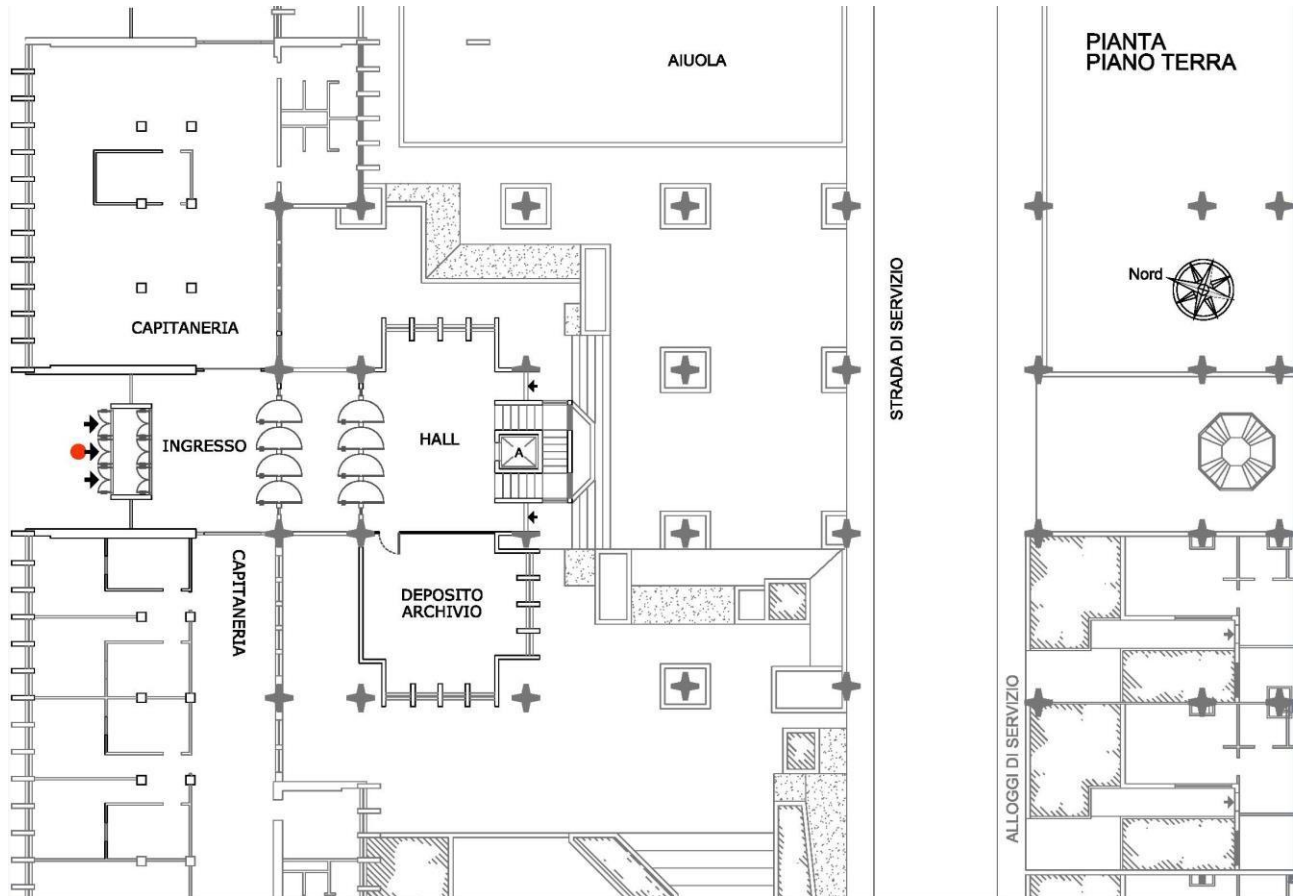 PIANTA
PIANO TERRA
AIUOLA
Nord
STRADA DI SERVIZIO
CAPITANERIA
INGRESSO
HALL
A
CAPITANERIA
DEPOSITO
ARCHIVIO
ALLOGGI DI SERVIZIO